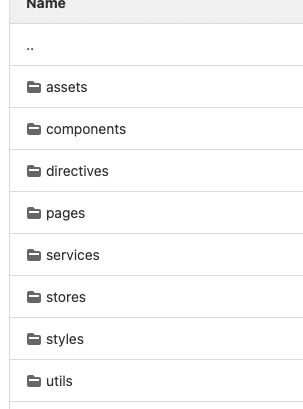 Name
..
assets
components
directives
pages
services
stores
styles
utils